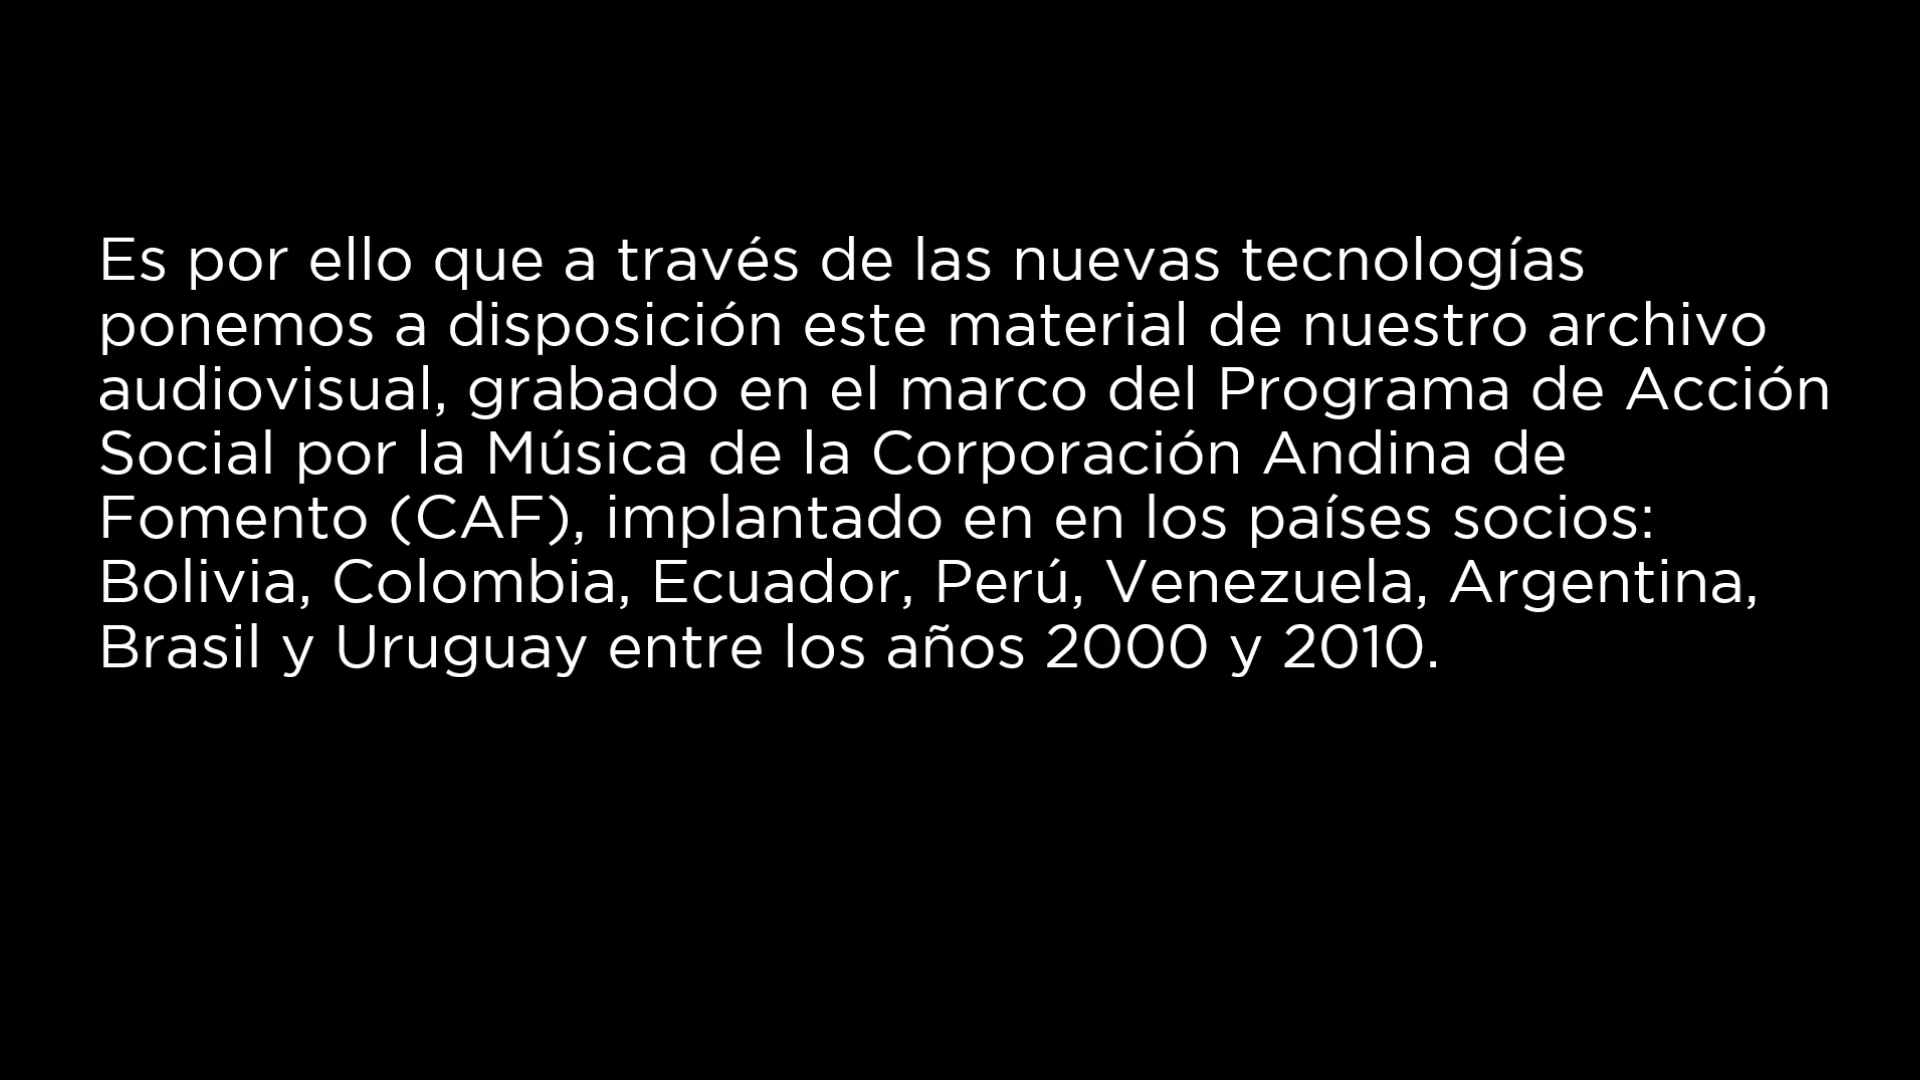 Es por ello que a través de las nuevas tecnologías
ponemos a disposición este material de nuestro archivo
audiovisual, grabado en el marco del Programa de Acción
Social por la Música de la Corporación Andina de
Fomento (CAF), implantado en en los países socios:
Bolivia, Colombia, Ecuador, Perú, Venezuela, Argentina,
Brasil y Uruguay entre los años 2000 y 2010.